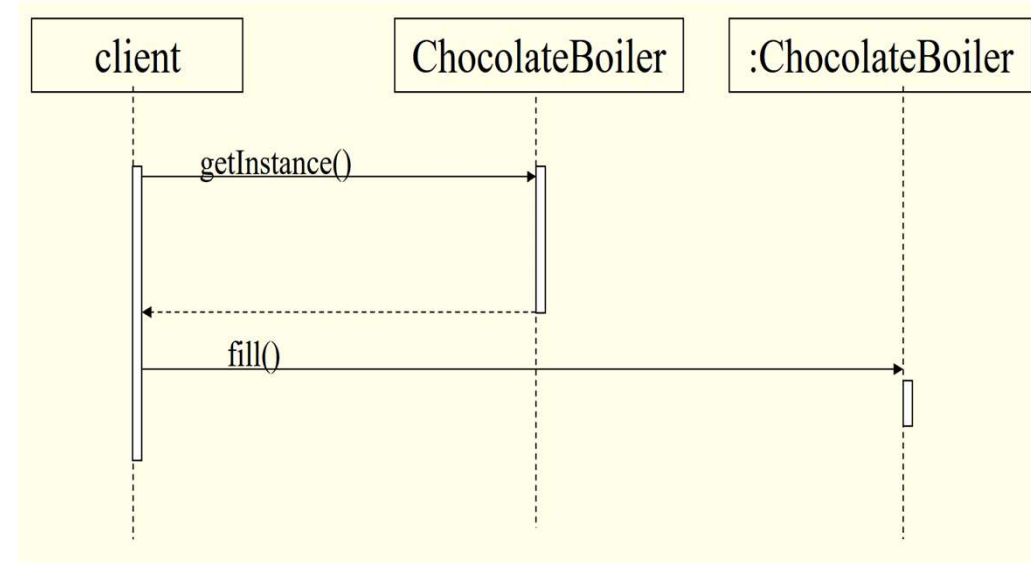 client
ChocolateBoiler
:ChocolateBoiler
getInstance()
fill()